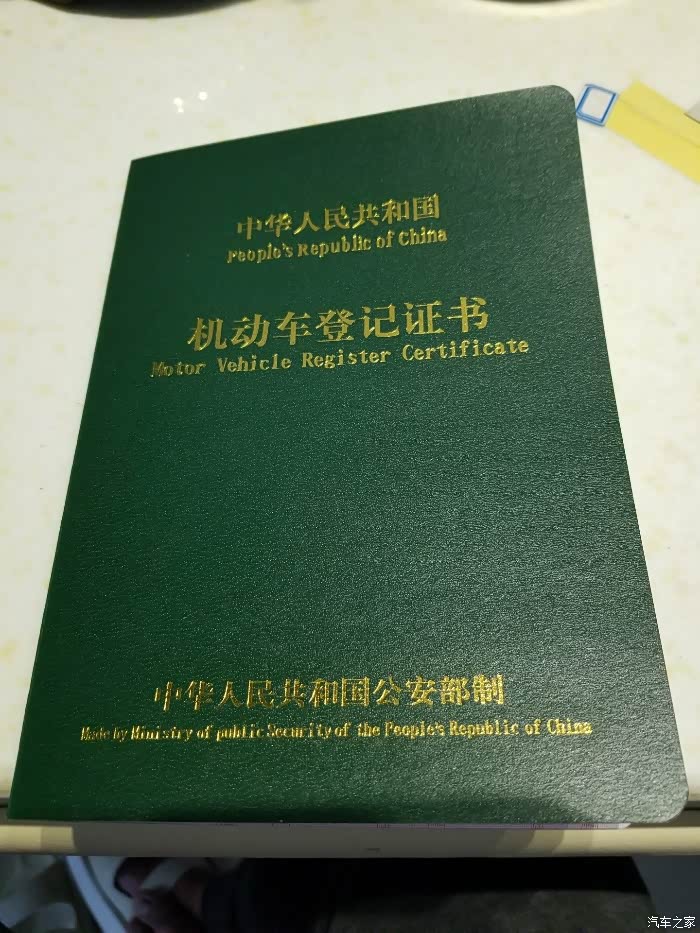 中华人民共和国
People's Republic of China
机动车登记证书
Motor Vehicle Register Certificate
中华人民共和国公安部制
Made by Ministry of public Security of the People's Republic of China
汽车之家